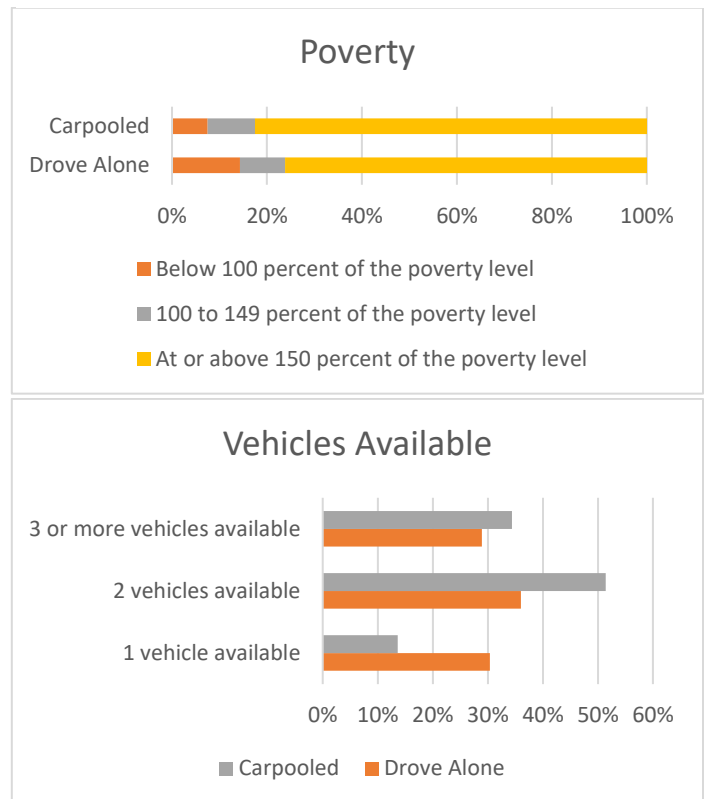 Poverty
Carpooled
Drove Alone
0% 20% 40% 60% 80% 100%
Below 100 percent of the poverty level
100 to 149 percent of the poverty level
At or above 150 percent of the poverty level
Vehicles Available
3 or more vehicles available
2 vehicles available
1 vehicle available
0% 10% 20% 30% 40% 50% 60%
Carpooled Drove Alone